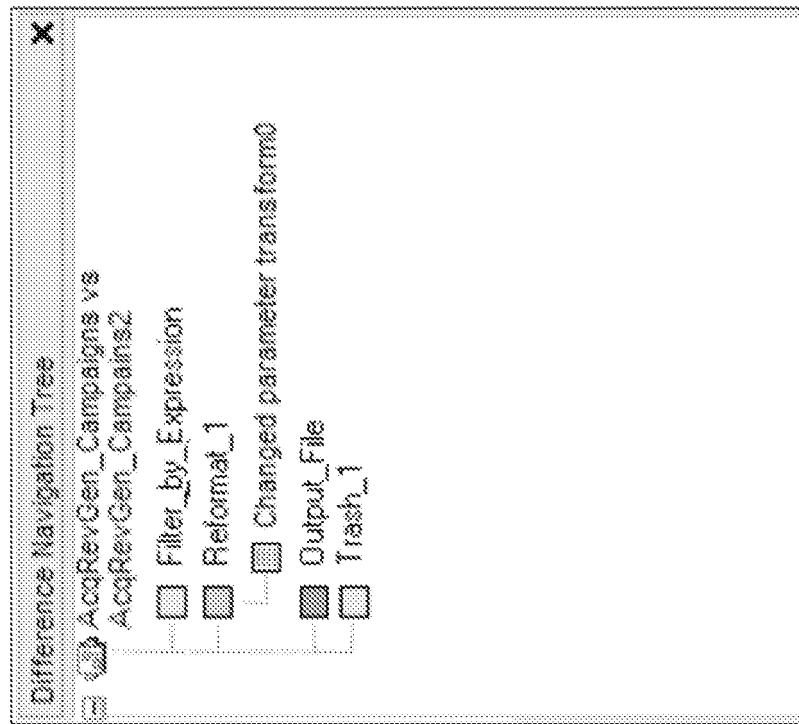 Difference Navigation Tree
AcqRevGen_Campaigns vs
AcqRevGen_Campains2
Filter_by_Expression
Reformat_1
Changed parameter transform0
Output_File
Trash_1